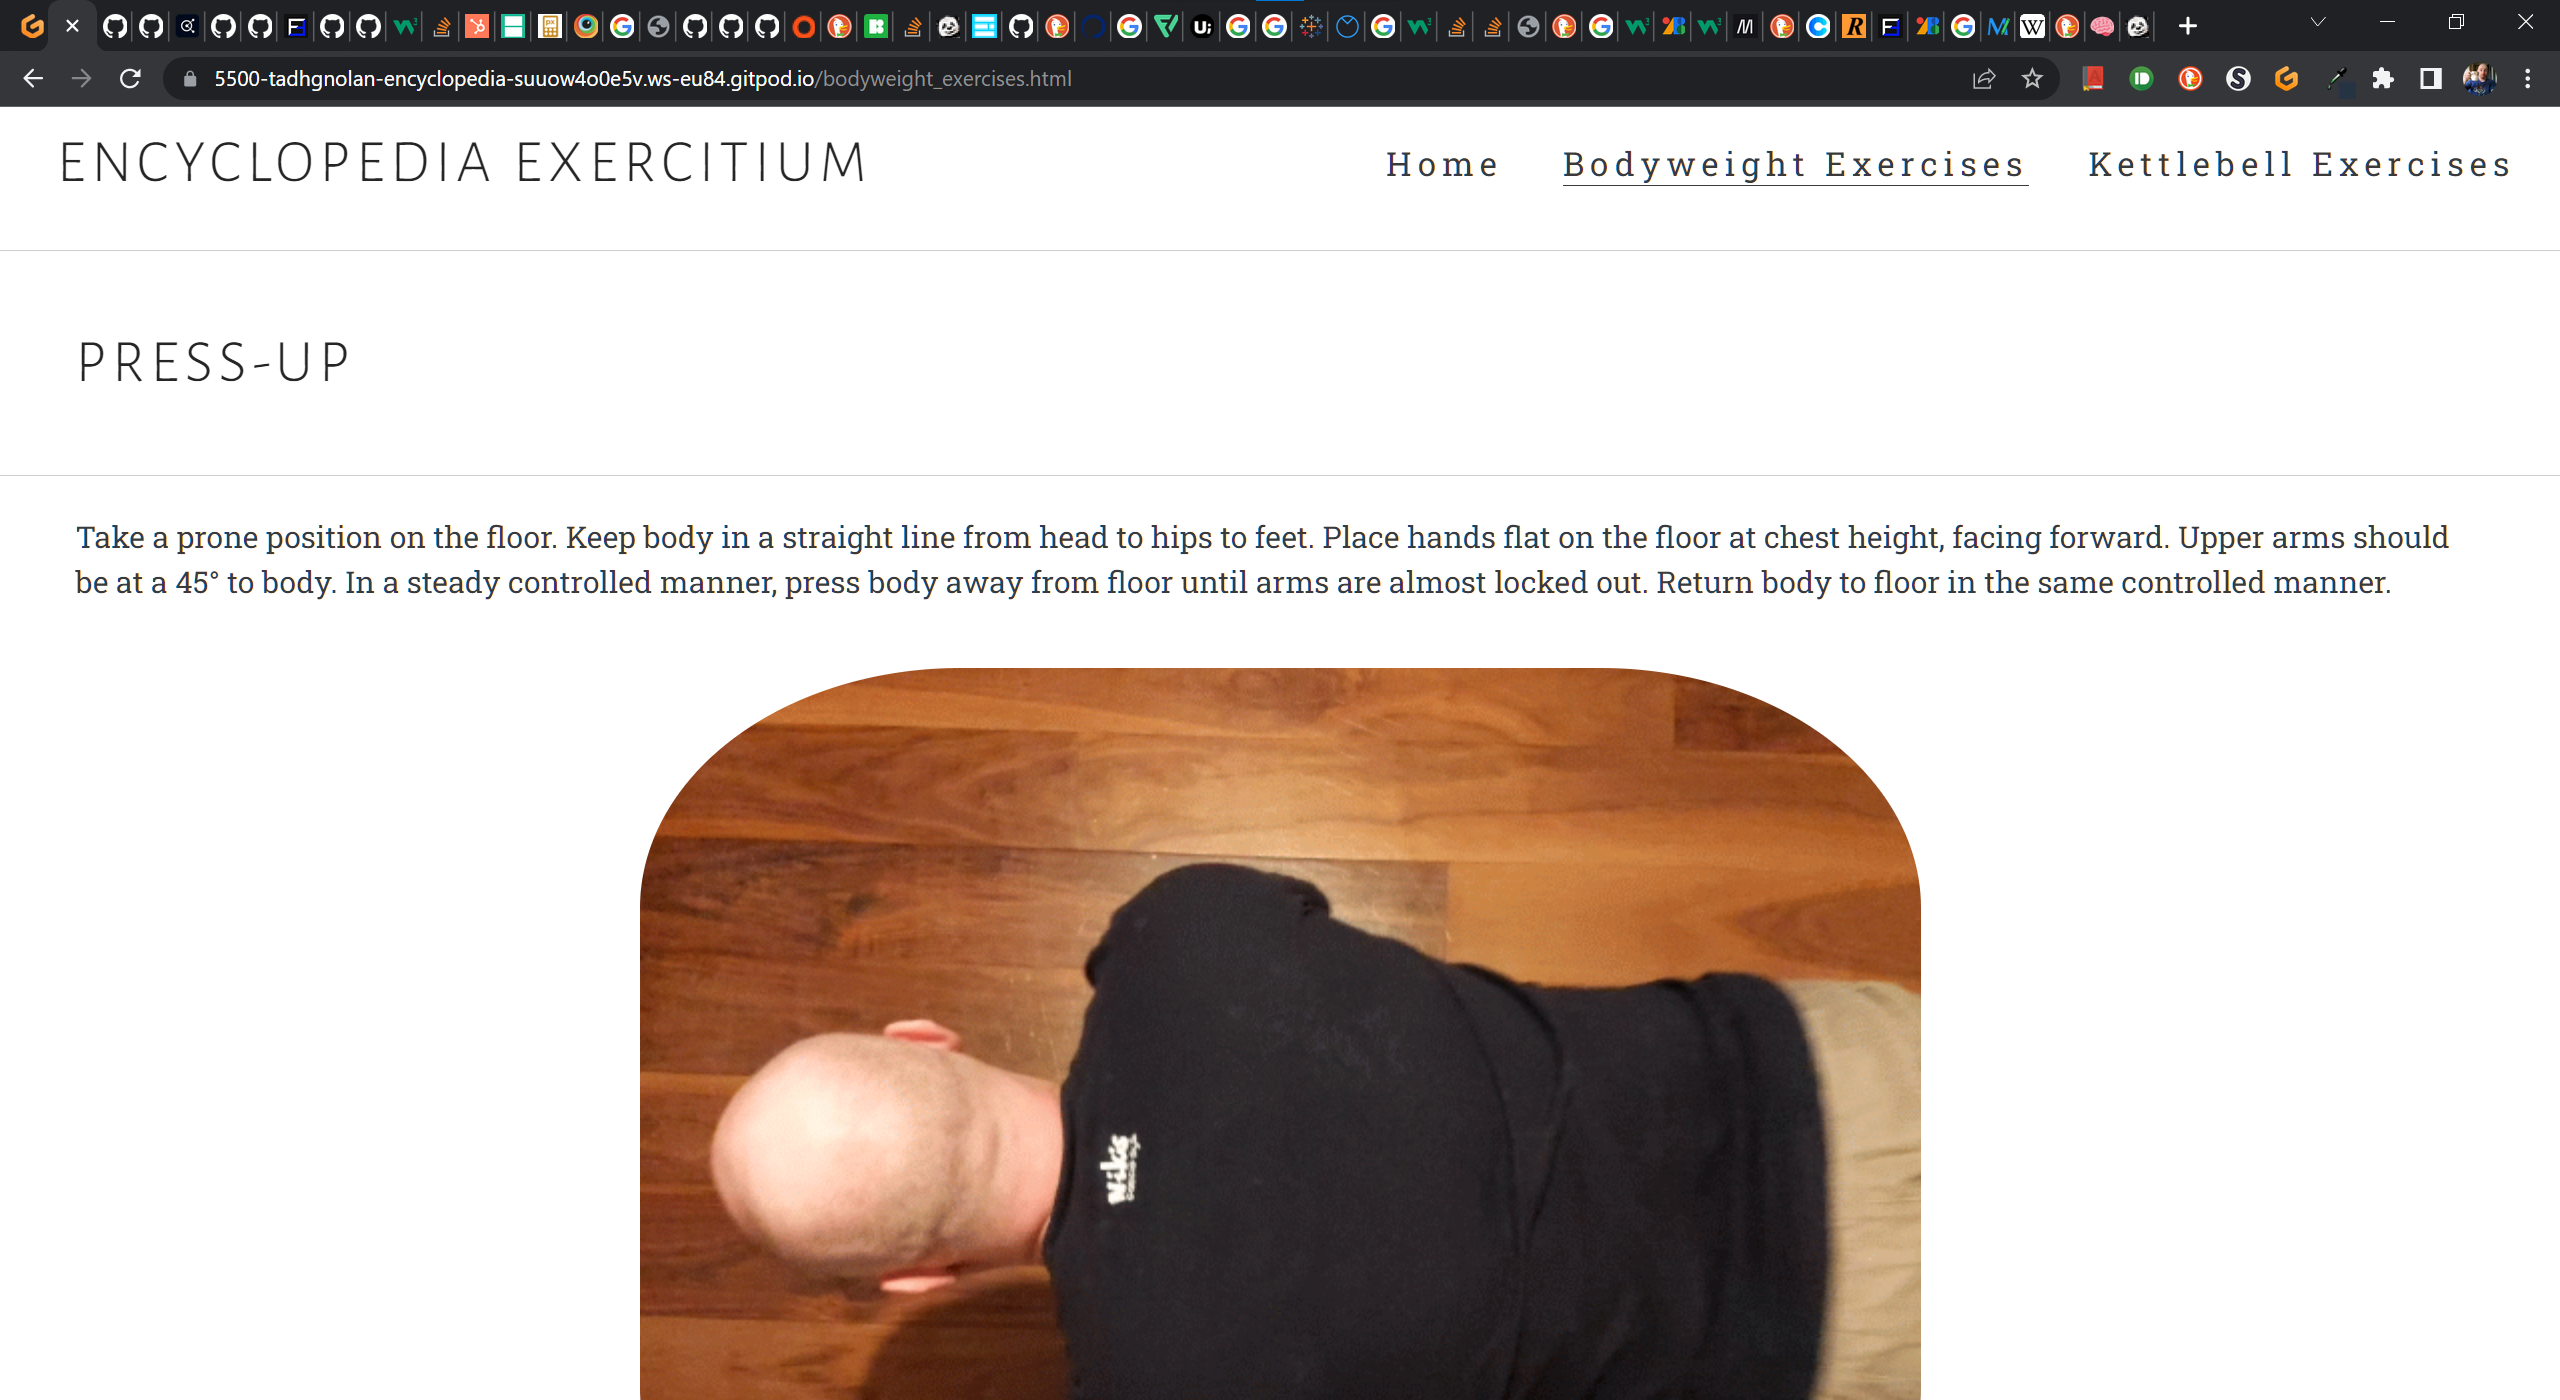 5500-tadhgnolan-encyclopedia-suuow4o0e5v.ws-eu84.gitpod.io/bodyweight_exercises.html
ENCYCLOPEDIA EXERCITIUM
Home
Bodyweight Exercises
Kettlebell Exercises
PRESS-UP
Take a prone position on the floor. Keep body in a straight line from head to hips to feet. Place hands flat on the floor at chest height, facing forward. Upper arms should
be at a 45° to body. In a steady controlled manner, press body away from floor until arms are almost locked out. Return body to floor in the same controlled manner.